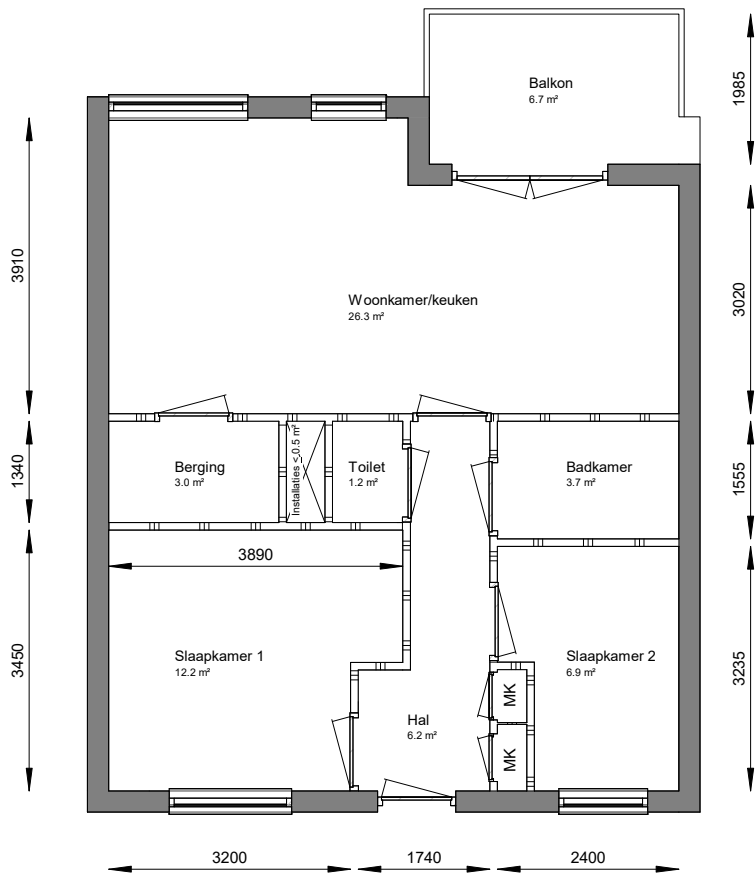 Balkon
6.7 m²
1985
3910
Woonkamer/keuken
26.3 m²
3020
Berging
3.0 m²
Installaties < 0.5 m²
Toilet
1.2 m²
Badkamer
3.7 m²
1340
1555
3890
Slaapkamer 1
12.2 m²
Slaapkamer 2
6.9 m²
3450
3235
MK
Hal
6.2 m²
MK
3200
1740
2400